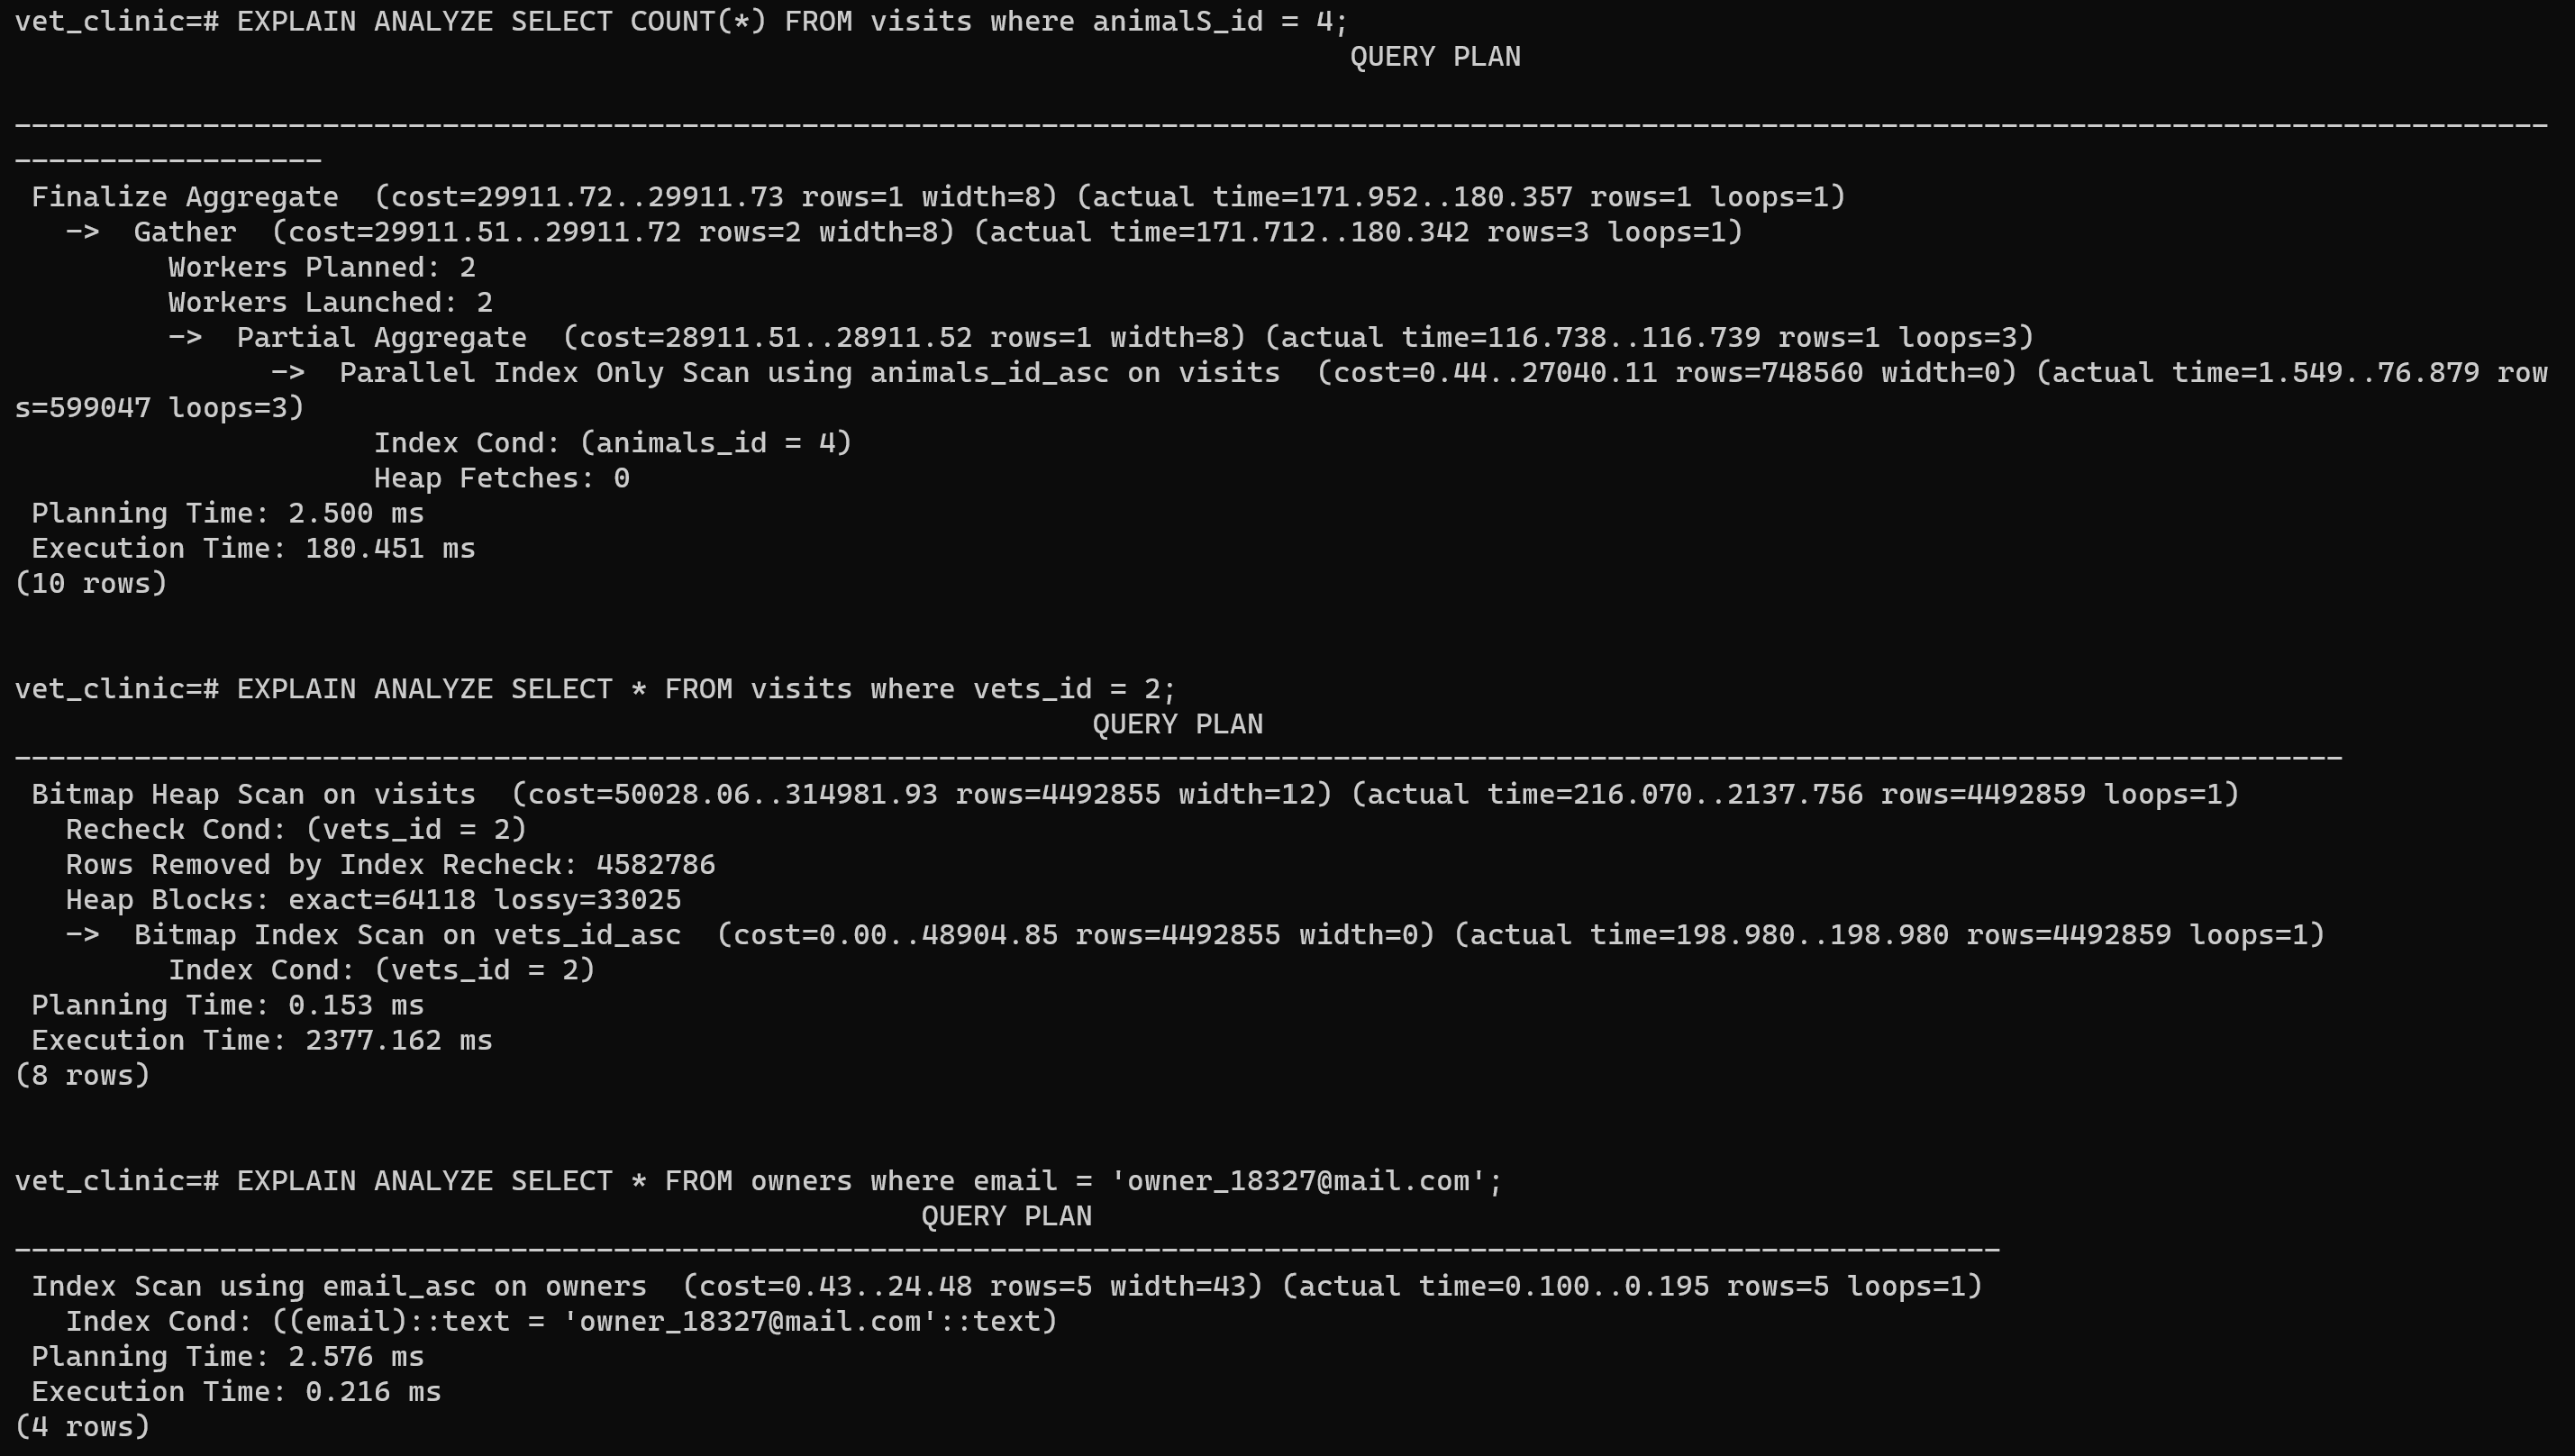 vet_clinic=# EXPLAIN ANALYZE SELECT COUNT(*) FROM visits where animalS_id = 4;
QUERY PLAN
----------------------------------------------------------------------------------------------------------------------------------------------------
------------------
Finalize Aggregate  (cost=29911.72..29911.73 rows=1 width=8) (actual time=171.952..180.357 rows=1 loops=1)
->  Gather  (cost=29911.51..29911.72 rows=2 width=8) (actual time=171.712..180.342 rows=3 loops=1)
Workers Planned: 2
Workers Launched: 2
->  Partial Aggregate  (cost=28911.51..28911.52 rows=1 width=8) (actual time=116.738..116.739 rows=1 loops=3)
->  Parallel Index Only Scan using animals_id_asc on visits  (cost=0.44..27040.11 rows=748560 width=0) (actual time=1.549..76.879 row
s=599047 loops=3)
Index Cond: (animals_id = 4)
Heap Fetches: 0
Planning Time: 2.500 ms
Execution Time: 180.451 ms
(10 rows)
vet_clinic=# EXPLAIN ANALYZE SELECT * FROM visits where vets_id = 2;
QUERY PLAN
----------------------------------------------------------------------------------------------------------------------------------------
Bitmap Heap Scan on visits  (cost=50028.06..314981.93 rows=4492855 width=12) (actual time=216.070..2137.756 rows=4492859 loops=1)
Recheck Cond: (vets_id = 2)
Rows Removed by Index Recheck: 4582786
Heap Blocks: exact=64118 lossy=33025
->  Bitmap Index Scan on vets_id_asc  (cost=0.00..48904.85 rows=4492855 width=0) (actual time=198.980..198.980 rows=4492859 loops=1)
Index Cond: (vets_id = 2)
Planning Time: 0.153 ms
Execution Time: 2377.162 ms
(8 rows)
vet_clinic=# EXPLAIN ANALYZE SELECT * FROM owners where email = 'owner_18327@mail.com';
QUERY PLAN
--------------------------------------------------------------------------------------------------------------------
Index Scan using email_asc on owners  (cost=0.43..24.48 rows=5 width=43) (actual time=0.100..0.195 rows=5 loops=1)
Index Cond: ((email)::text = 'owner_18327@mail.com'::text)
Planning Time: 2.576 ms
Execution Time: 0.216 ms
(4 rows)